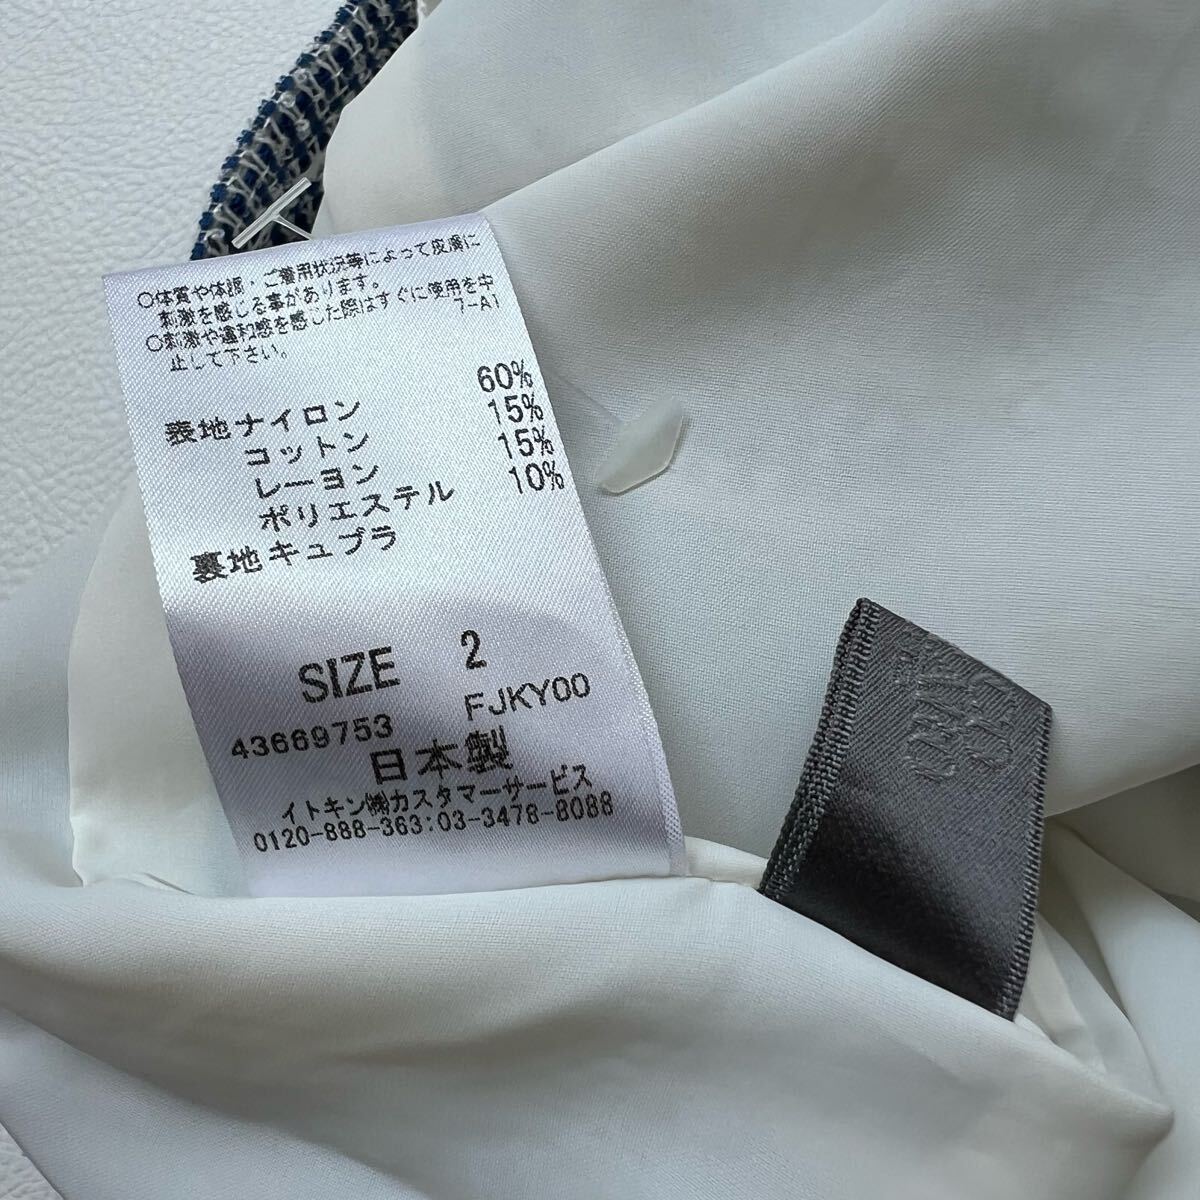 ○体質や体調・ご着用状況等によって皮膚に
刺激を感じる事があります。
○刺激や違和感を感じた際はすぐに使用を中
止して下さい。 7-A1
表地ナイロン 60%
コットン 15%
レーヨン 15%
ポリエステル 10%
裏地キュプラ
SIZE 2
43669753 FJKY00
日本製
イトキン㈱カスタマーサービス
0120-888-363:03-3478-8088